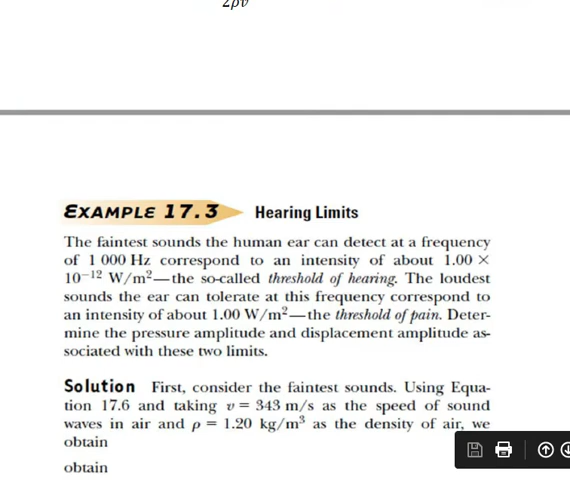 2ρv
EXAMPLE 17.3 Hearing Limits
The faintest sounds the human ear can detect at a frequency
of 1 000 Hz correspond to an intensity of about 1.00 ×
10⁻¹² W/m²—the so-called threshold of hearing. The loudest
sounds the ear can tolerate at this frequency correspond to
an intensity of about 1.00 W/m²—the threshold of pain. Deter-
mine the pressure amplitude and displacement amplitude as-
sociated with these two limits.
Solution First, consider the faintest sounds. Using Equa-
tion 17.6 and taking v = 343 m/s as the speed of sound
waves in air and ρ = 1.20 kg/m³ as the density of air, we
obtain
obtain